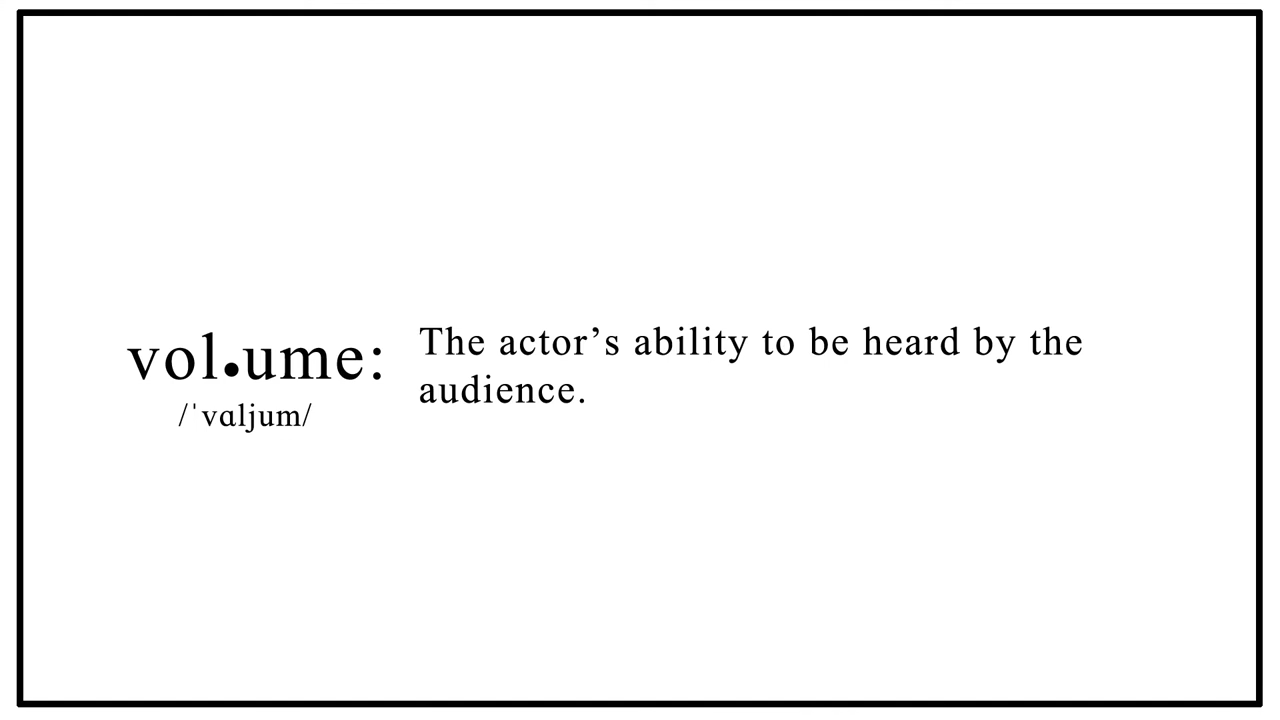 vol•ume:
/ˈvɑljum/
The actor’s ability to be heard by the
audience.